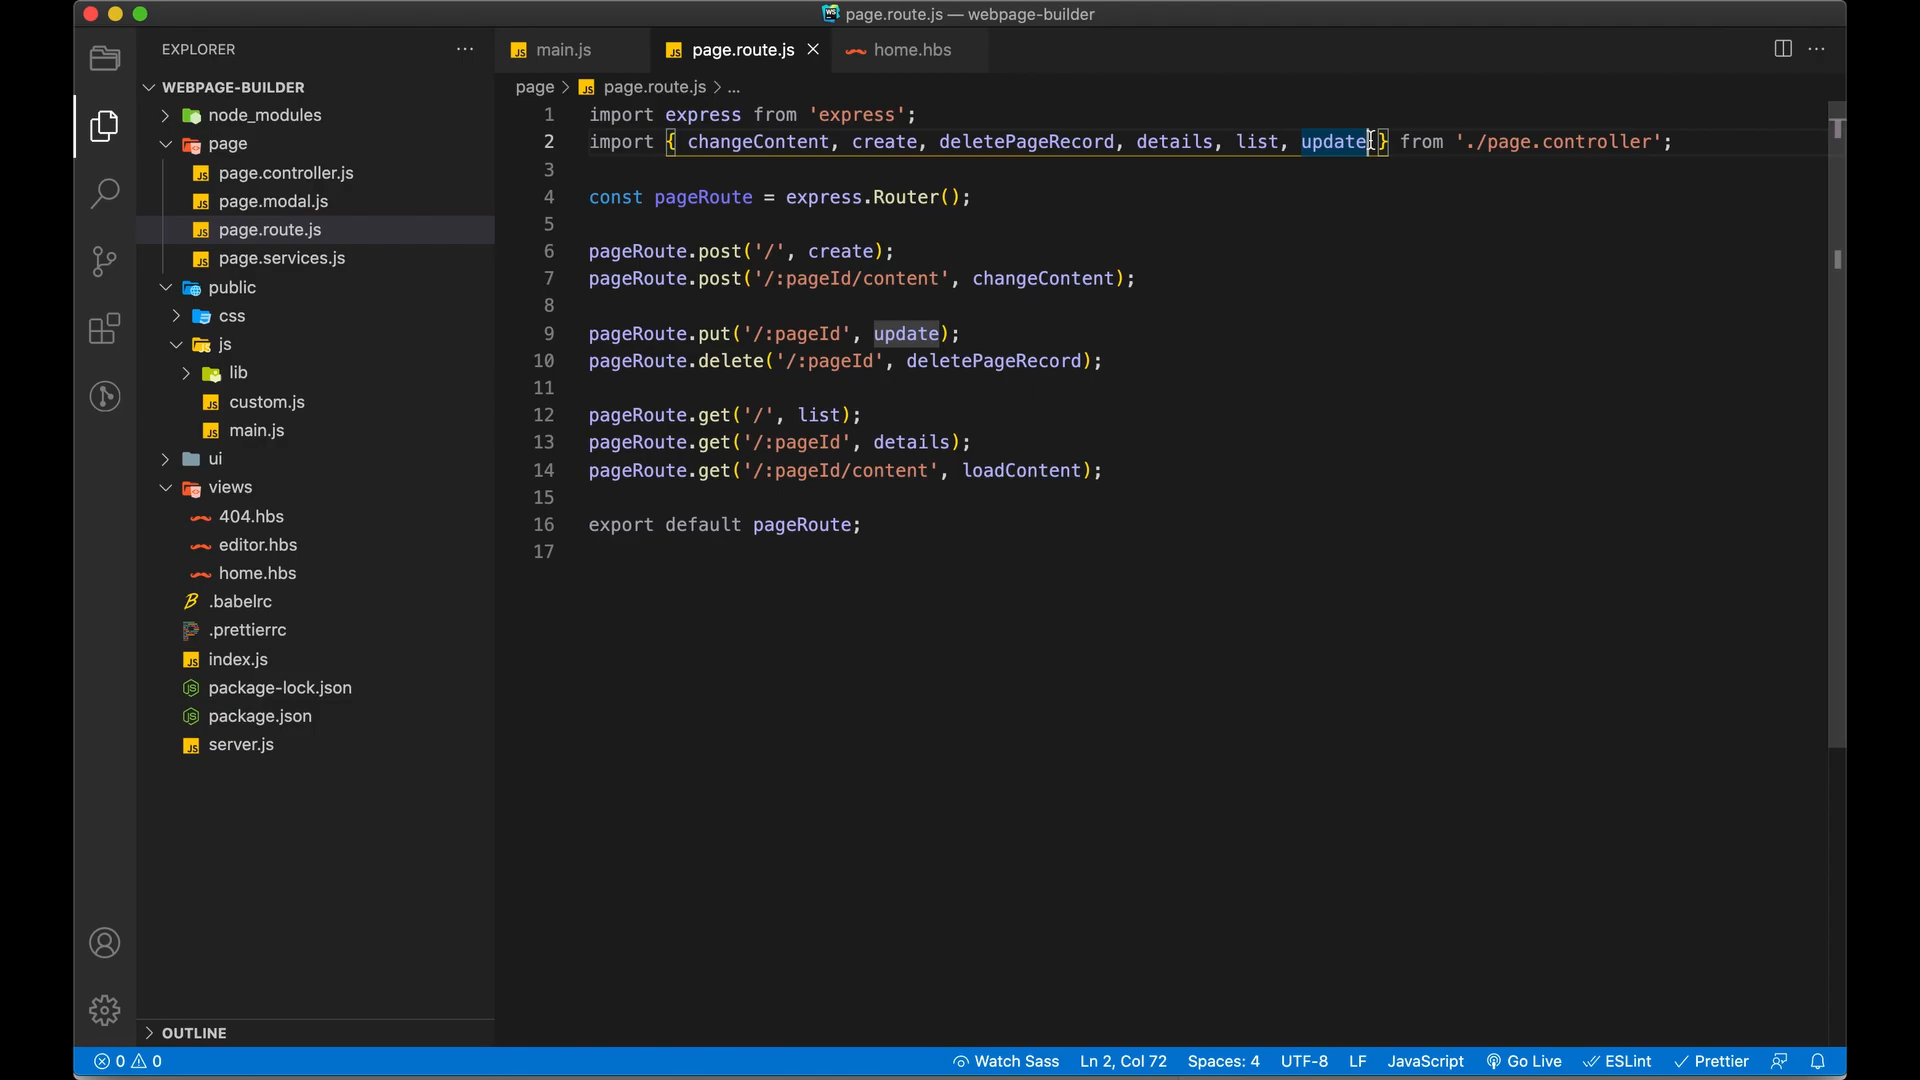 page.route.js — webpage-builder
EXPLORER
WEBPAGE-BUILDER
node_modules
page
page.controller.js
page.modal.js
page.route.js
page.services.js
public
css
js
lib
custom.js
main.js
ui
views
404.hbs
editor.hbs
home.hbs
.babelrc
.prettierrc
index.js
package-lock.json
package.json
server.js
OUTLINE
main.js
page.route.js
home.hbs
page > page.route.js > ...
1 import express from 'express';
2 import { changeContent, create, deletePageRecord, details, list, update } from './page.controller';
3
4 const pageRoute = express.Router();
5
6 pageRoute.post('/', create);
7 pageRoute.post('/:pageId/content', changeContent);
8
9 pageRoute.put('/:pageId', update);
10 pageRoute.delete('/:pageId', deletePageRecord);
11
12 pageRoute.get('/', list);
13 pageRoute.get('/:pageId', details);
14 pageRoute.get('/:pageId/content', loadContent);
15
16 export default pageRoute;
17
0 0 Watch Sass Ln 2, Col 72 Spaces: 4 UTF-8 LF JavaScript Go Live ESLint Prettier